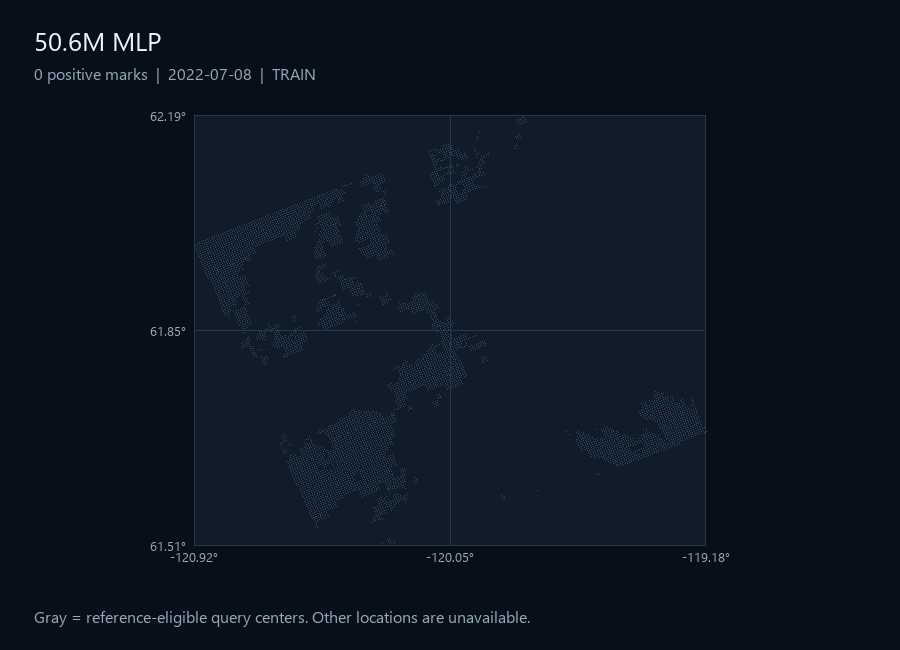 50.6M MLP
0 positive marks | 2022-07-08 | TRAIN
62.19°
61.85°
61.51°
-120.92°
-120.05°
-119.18°
Gray = reference-eligible query centers. Other locations are unavailable.